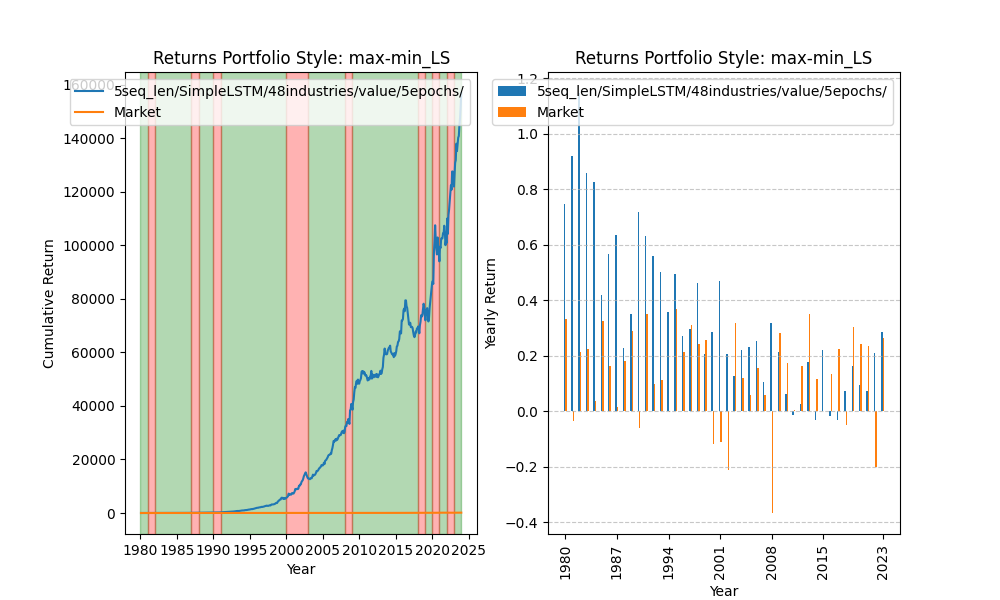 Returns Portfolio Style: max-min_LS
160000
140000
120000
100000
80000
60000
40000
20000
0
Cumulative Return
5seq_len/SimpleLSTM/48industries/value/5epochs/
Market
1980 1985 1990 1995 2000 2005 2010 2015 2020 2025
Year
Returns Portfolio Style: max-min_LS
1.2
1.0
0.8
0.6
0.4
0.2
0.0
−0.2
−0.4
Yearly Return
5seq_len/SimpleLSTM/48industries/value/5epochs/
Market
1980 1987 1994 2001 2008 2015 2023
Year